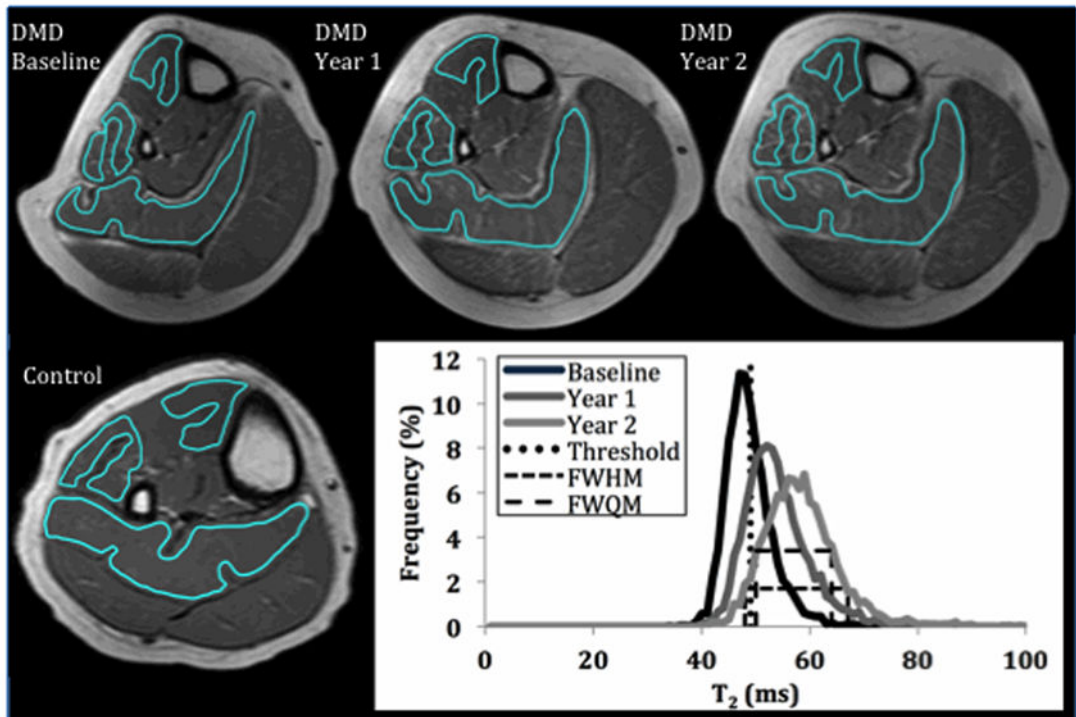 DMD
Baseline
DMD
Year 1
DMD
Year 2
Control
12
10
8
6
4
2
0
Frequency (%)
Baseline
Year 1
Year 2
Threshold
FWHM
FWQM
0 20 40 60 80 100
T₂ (ms)